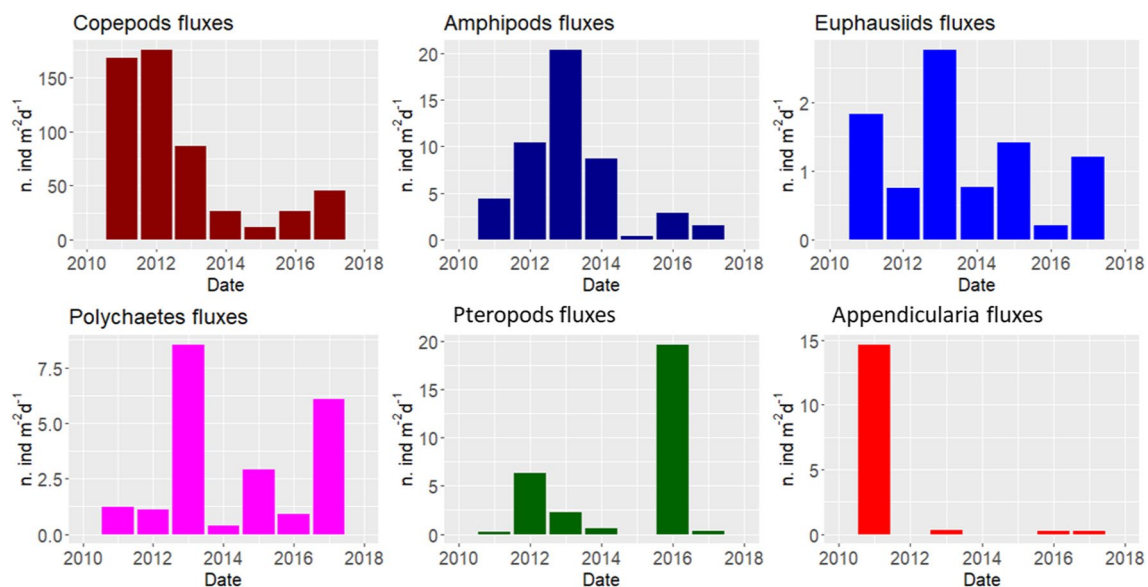 Copepods fluxes
n. ind m⁻²d⁻¹
150
100
50
0
2010 2012 2014 2016 2018
Date
Amphipods fluxes
n. ind m⁻²d⁻¹
20
15
10
5
0
2010 2012 2014 2016 2018
Date
Euphausiids fluxes
n. ind m⁻²d⁻¹
2
1
0
2010 2012 2014 2016 2018
Date
Polychaetes fluxes
n. ind m⁻²d⁻¹
7.5
5.0
2.5
0.0
2010 2012 2014 2016 2018
Date
Pteropods fluxes
n. ind m⁻²d⁻¹
20
15
10
5
0
2010 2012 2014 2016 2018
Date
Appendicularia fluxes
n. ind m⁻²d⁻¹
15
10
5
0
2010 2012 2014 2016 2018
Date